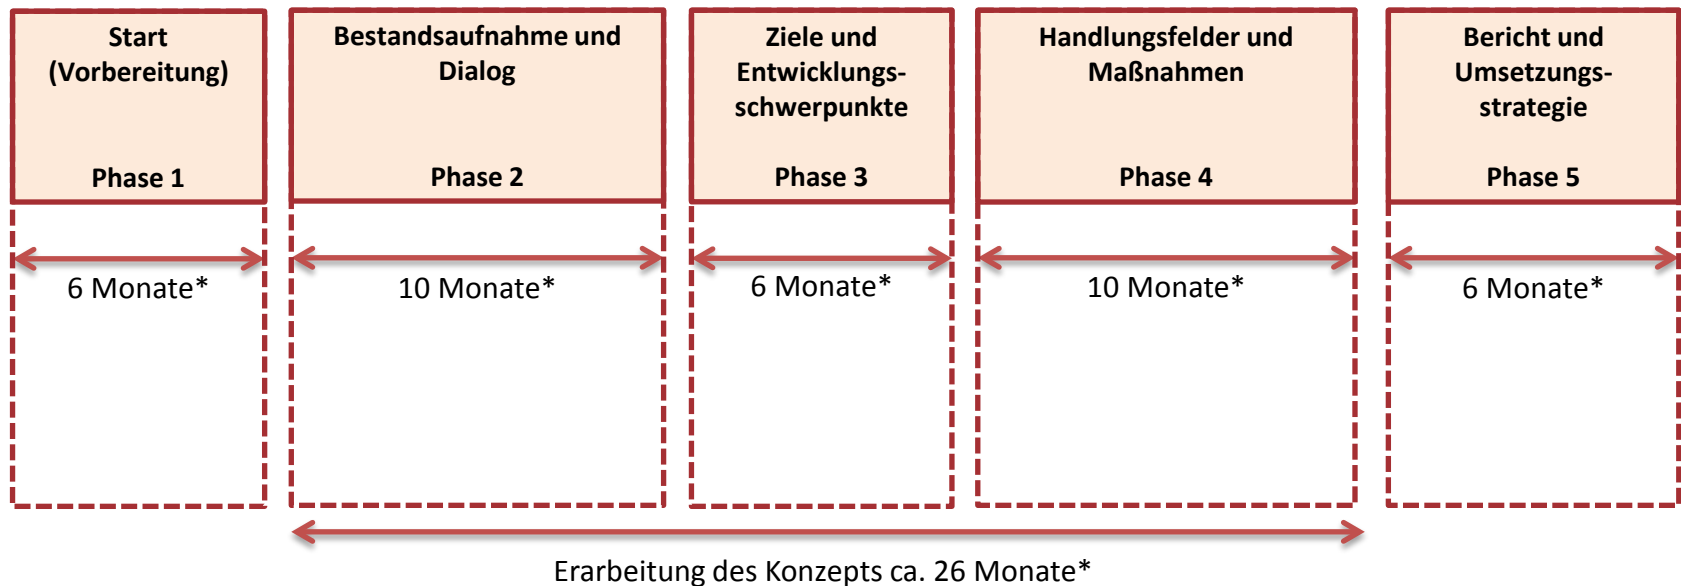 Start
(Vorbereitung)
Phase 1
Bestandsaufnahme und
Dialog
Phase 2
Ziele und
Entwicklungs-
schwerpunkte
Phase 3
Handlungsfelder und
Maßnahmen
Phase 4
Bericht und
Umsetzungs-
strategie
Phase 5
6 Monate*
10 Monate*
6 Monate*
10 Monate*
6 Monate*
Erarbeitung des Konzepts ca. 26 Monate*